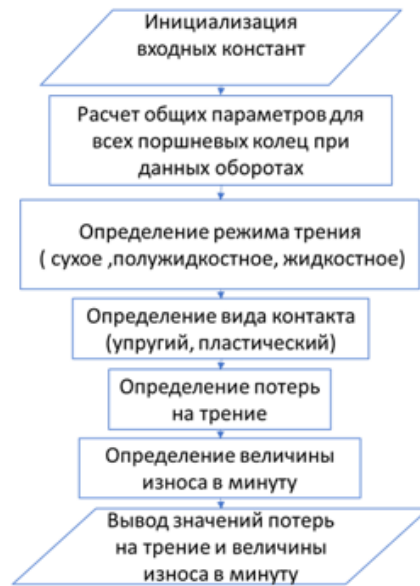 Инициализация
входных констант
Расчет общих параметров для
всех поршневых колец при
данных оборотах
Определение режима трения
( сухое ,полужидкостное, жидкостное)
Определение вида контакта
(упругий, пластический)
Определение потерь
на трение
Определение величины
износа в минуту
Вывод значений потерь
на трение и величины
износа в минуту